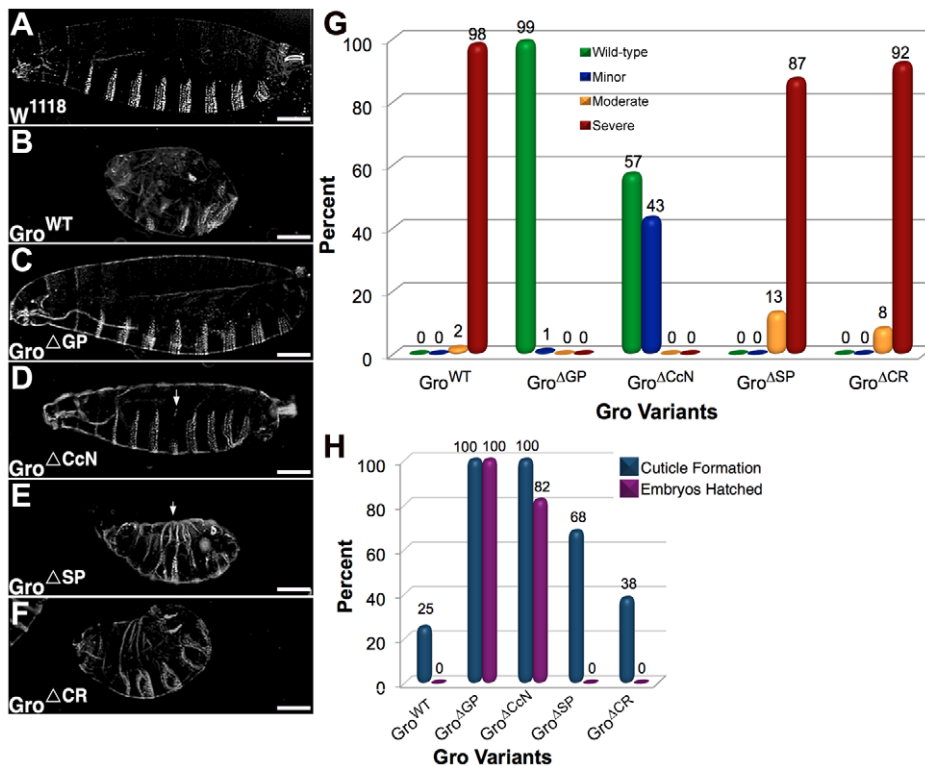 A
W1118
B
GroWT
C
Gro△GP
D
Gro△CcN
E
Gro△SP
F
Gro△CR
G
Percent
100
80
60
40
20
0
Wild-type
Minor
Moderate
Severe
0 0 2 98
99 1 0 0
57 43 0 0
0 0 13 87
0 0 8 92
GroWT GroΔGP GroΔCcN GroΔSP GroΔCR
Gro Variants
H
Percent
100
80
60
40
20
0
Cuticle Formation
Embryos Hatched
25 0
100 100
100 82
68 0
38 0
GroWT GroΔGP GroΔCcN GroΔSP GroΔCR
Gro Variants